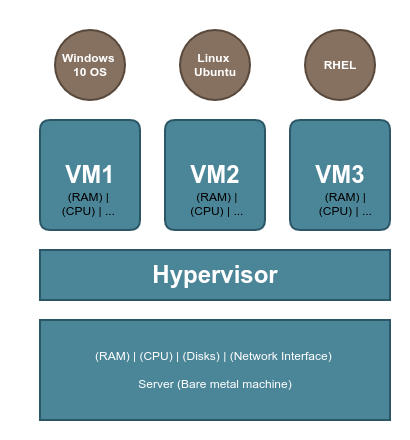 Windows
10 OS
Linux
Ubuntu
RHEL
VM1
(RAM) |
(CPU) | ...
VM2
(RAM) |
(CPU) | ...
VM3
(RAM) |
(CPU) | ...
Hypervisor
(RAM) | (CPU) | (Disks) | (Network Interface)
Server (Bare metal machine)